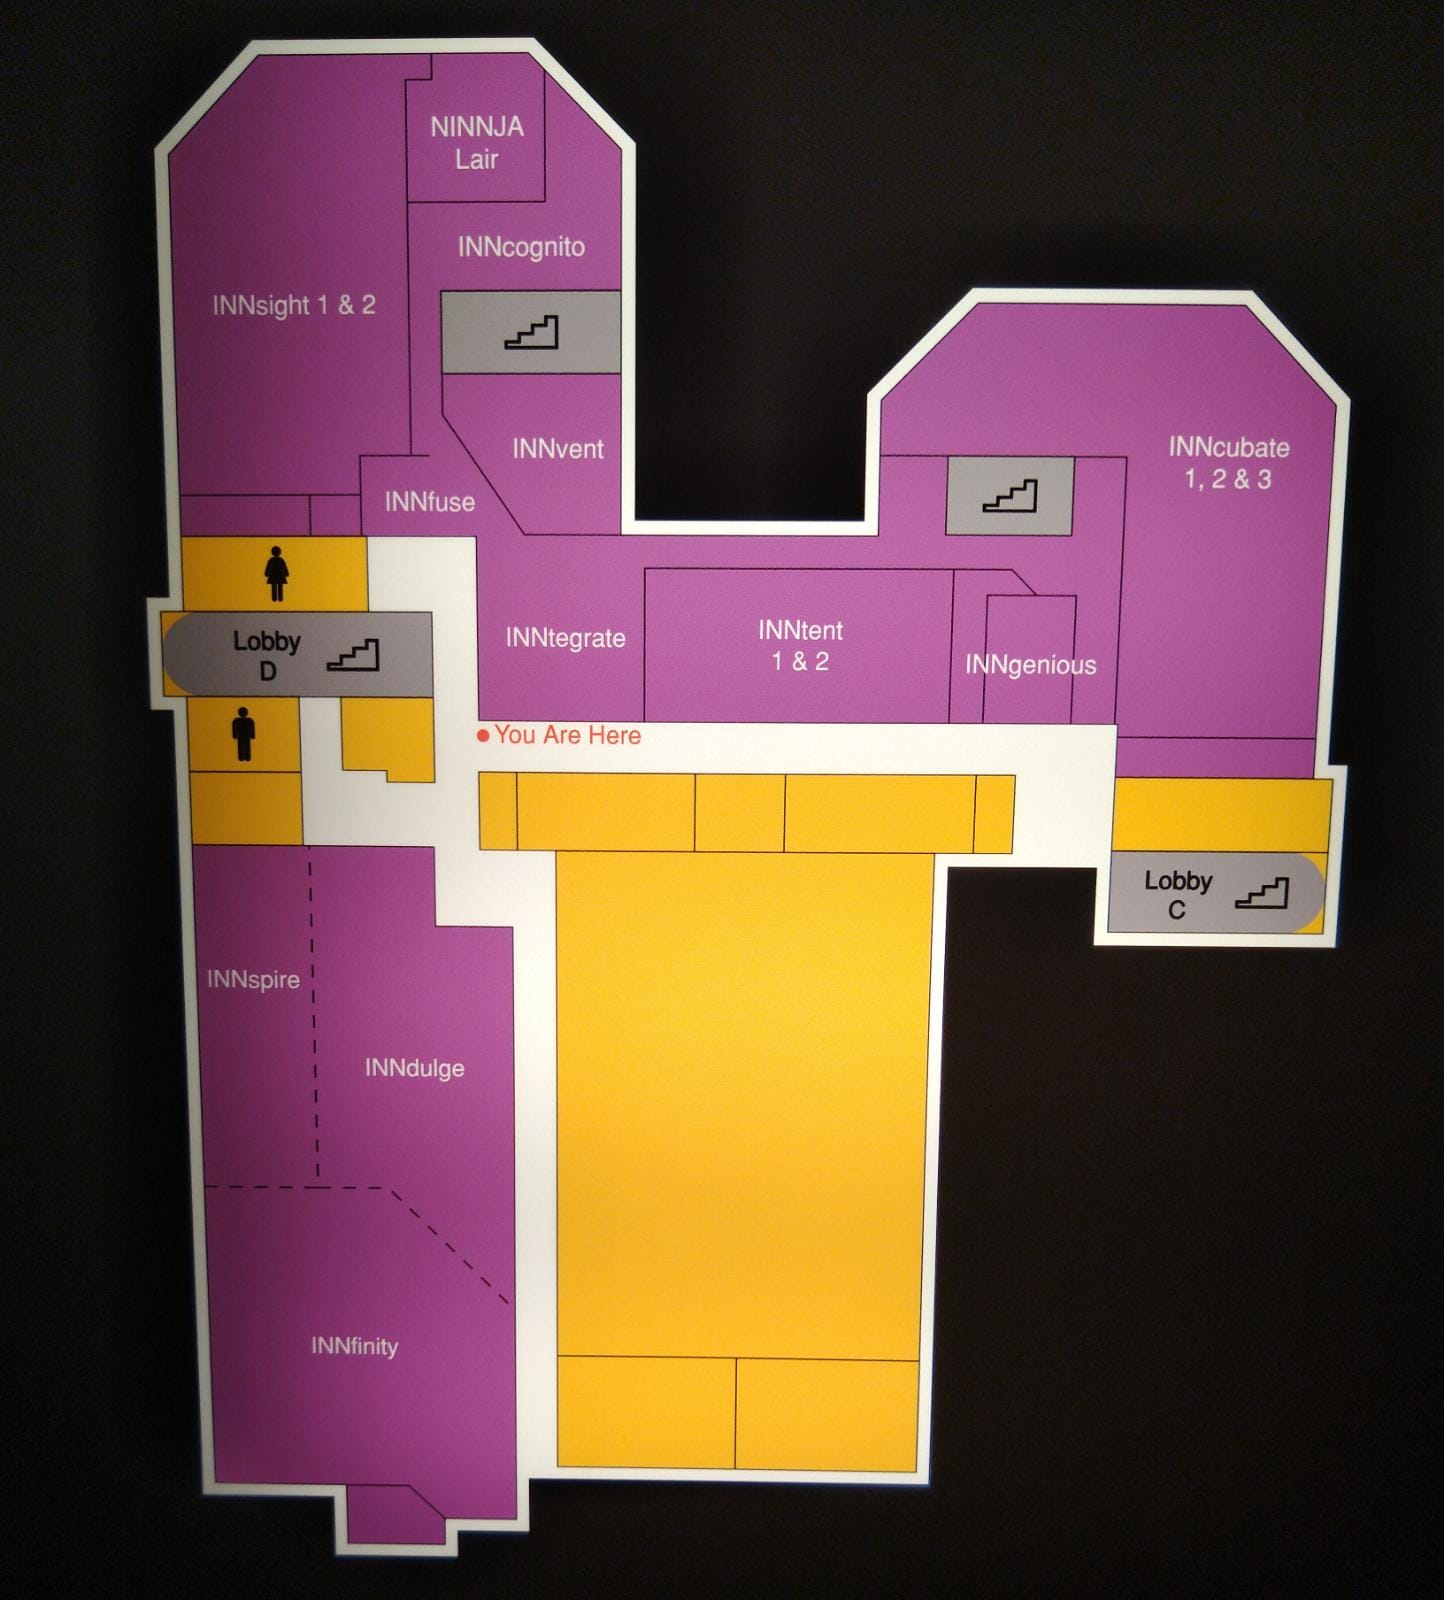 NINNJA
Lair
INNcognito
INNsight 1 & 2
INNvent
INNcubate
1, 2 & 3
INNfuse
Lobby
D
INNtegrate
INNtent
1 & 2
INNgenious
You Are Here
Lobby
C
INNspire
INNdulge
INNfinity